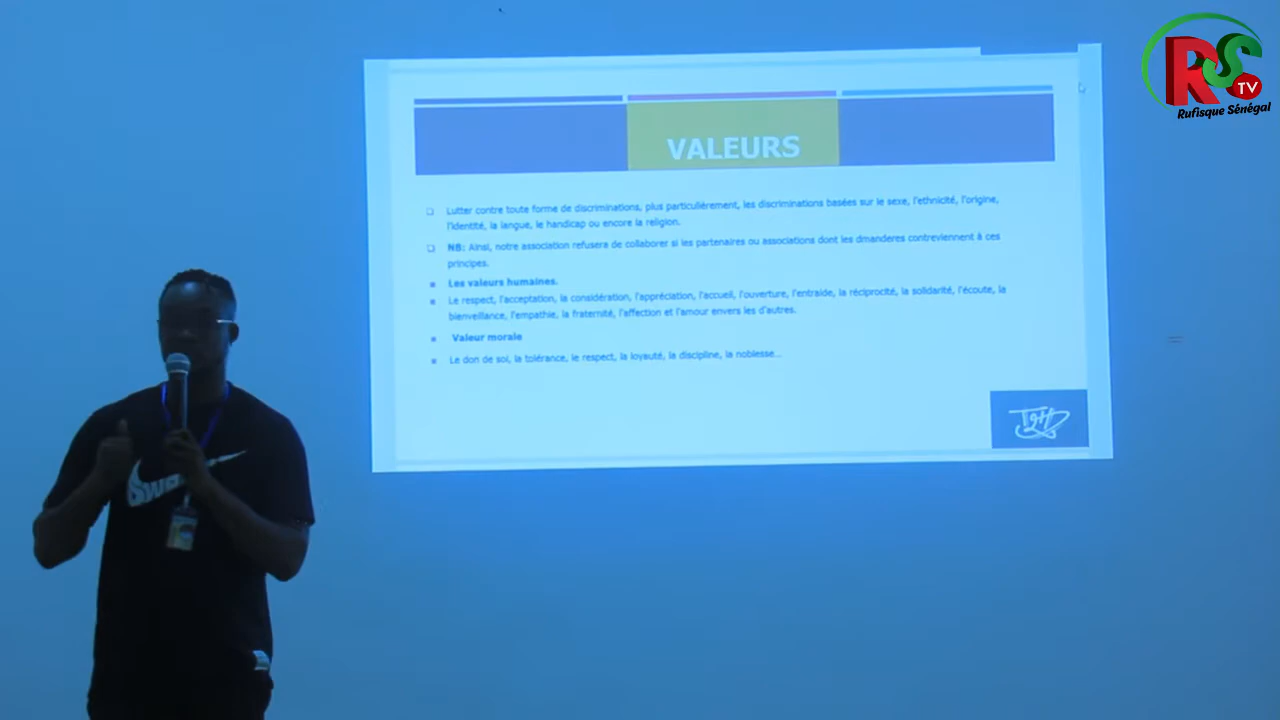 RS
TV
Rufisque Sénégal
VALEURS
Lutter contre toute forme de discriminations, plus particulièrement, les discriminations basées sur le sexe, l'ethnicité, l'origine,
l'identité, la langue, le handicap ou encore la religion.
NB: Ainsi, notre association refusera de collaborer si les partenaires ou associations dont les dmanderes contreviennent à ces
principes.
Les valeurs humaines.
Le respect, l'acceptation, la considération, l'appréciation, l'accueil, l'ouverture, l'entraide, la réciprocité, la solidarité, l'écoute, la
bienveillance, l'empathie, la fraternité, l'affection et l'amour envers les d'autres.
Valeur morale
Le don de soi, la tolérance, le respect, la loyauté, la discipline, la noblesse...